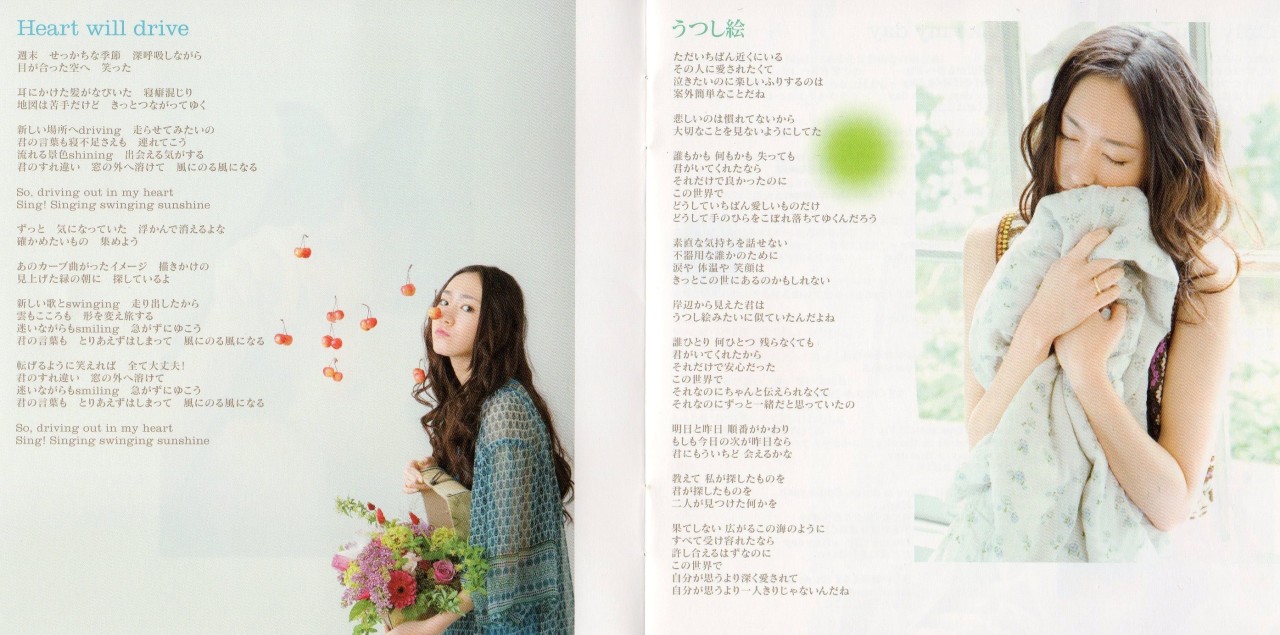 Heart will drive
週末　せっかちな季節　深呼吸しながら
目が合った空へ　笑った
耳にかけた髪がなびいた　寝癖混じり
地図は苦手だけど　きっとつながってゆく
新しい場所へdriving　走らせてみたいの
君の言葉も寝不足さえも　連れてこう
流れる景色shining　出会える気がする
君のすれ違い　窓の外へ溶けて　風にのる風になる
So, driving out in my heart
Sing! Singing swinging sunshine
ずっと　気になっていた　浮かんで消えるよな
確かめたいもの　集めよう
あのカーブ曲がったイメージ　描きかけの
見上げた緑の朝に　探しているよ
新しい歌とswinging　走り出したから
雲もこころも　形を変え旅する
迷いながらもsmiling　急がずにゆこう
君の言葉も　とりあえずはしまって　風にのる風になる
転げるように笑えれば　全て大丈夫!
君のすれ違い　窓の外へ溶けて
迷いながらもsmiling　急がずにゆこう
君の言葉も　とりあえずはしまって　風にのる風になる
So, driving out in my heart
Sing! Singing swinging sunshine
うつし絵
ただいちばん近くにいる
その人に愛されたくて
泣きたいのに楽しいふりするのは
案外簡単なことだね
悲しいのは慣れてないから
大切なことを見ないようにしてた
誰もかも 何もかも 失っても
君がいてくれたなら
それだけで良かったのに
この世界で
どうしていちばん愛しいものだけ
どうして手のひらをこぼれ落ちてゆくんだろう
素直な気持ちを話せない
不器用な誰かのために
涙や 体温や 笑顔は
きっとこの世にあるのかもしれない
岸辺から見えた君は
うつし絵みたいに似ていたんだよね
誰ひとり 何ひとつ 残らなくても
君がいてくれたから
それだけで安心だった
この世界で
それなのにちゃんと伝えられなくて
それなのにずっと一緒だと思っていたの
明日と昨日 順番がかわり
もしも今日の次が昨日なら
君にもういちど 会えるかな
教えて 私が探したものを
君が探したものを
二人が見つけた何かを
果てしない 広がるこの海のように
すべて受け容れたなら
許し合えるはずなのに
この世界で
自分が思うより深く愛されて
自分が思うより一人きりじゃないんだね